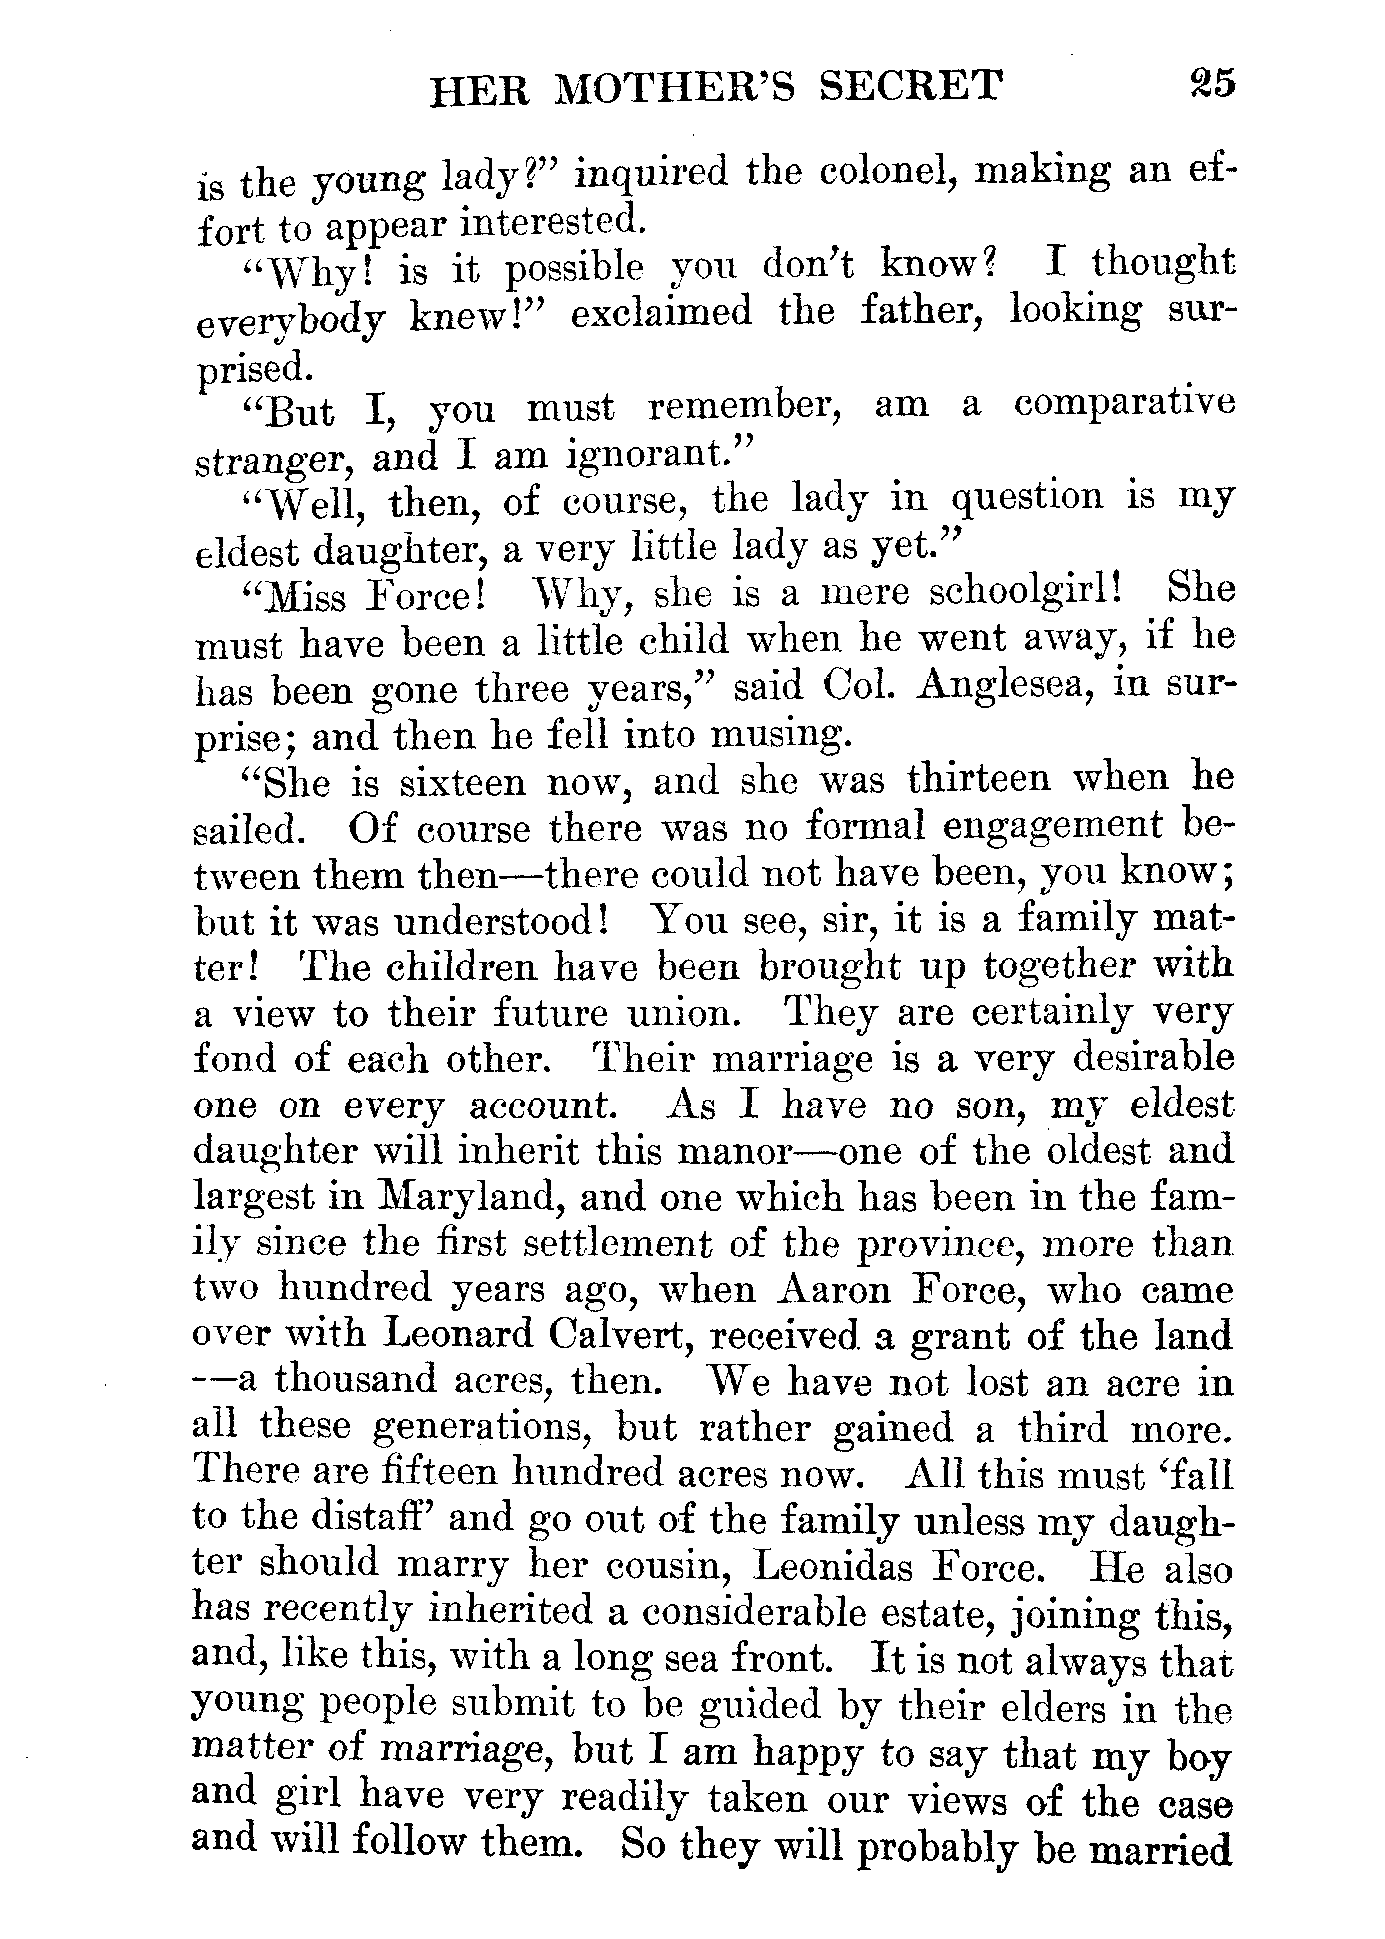 HER MOTHER'S SECRET 25
is the young lady?" inquired the colonel, making an ef-
fort to appear interested.
"Why! is it possible you don't know? I thought
everybody knew!" exclaimed the father, looking sur-
prised.
"But I, you must remember, am a comparative
stranger, and I am ignorant."
"Well, then, of course, the lady in question is my
eldest daughter, a very little lady as yet."
"Miss Force! Why, she is a mere schoolgirl! She
must have been a little child when he went away, if he
has been gone three years," said Col. Anglesea, in sur-
prise; and then he fell into musing.
"She is sixteen now, and she was thirteen when he
sailed. Of course there was no formal engagement be-
tween them then—there could not have been, you know;
but it was understood! You see, sir, it is a family mat-
ter! The children have been brought up together with
a view to their future union. They are certainly very
fond of each other. Their marriage is a very desirable
one on every account. As I have no son, my eldest
daughter will inherit this manor—one of the oldest and
largest in Maryland, and one which has been in the fam-
ily since the first settlement of the province, more than
two hundred years ago, when Aaron Force, who came
over with Leonard Calvert, received a grant of the land
—a thousand acres, then. We have not lost an acre in
all these generations, but rather gained a third more.
There are fifteen hundred acres now. All this must 'fall
to the distaff' and go out of the family unless my daugh-
ter should marry her cousin, Leonidas Force. He also
has recently inherited a considerable estate, joining this,
and, like this, with a long sea front. It is not always that
young people submit to be guided by their elders in the
matter of marriage, but I am happy to say that my boy
and girl have very readily taken our views of the case
and will follow them. So they will probably be married